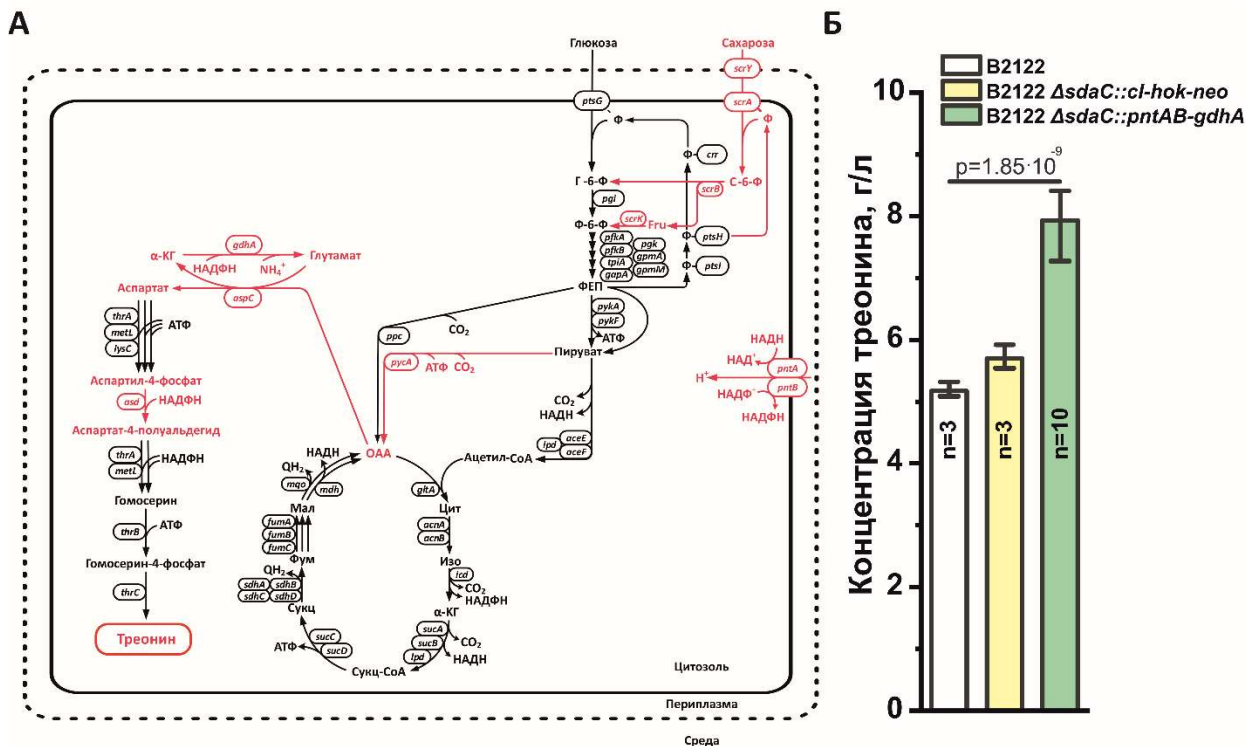 А
Б
Глюкоза
Сахароза
scrY
ptsG
scrA
Ф
Ф
Ф-
crr
Г-6-Ф
С-6-Ф
scrB
pgi
Ф-6-Ф
scrK
Fru
Ф-
ptsH
pfkA
pgk
pfkB
gpmA
tpiA
gpmM
gapA
Ф-
ptsI
ФЕП
pykA
pykF
АТФ
ppc
CO2
Пируват
pycA
АТФ
CO2
gdhA
α-КГ
Глутамат
НАДФН
NH4+
Аспартат
aspC
thrA
metL
lysC
АТФ
Аспартил-4-фосфат
asd
НАДФН
Аспартат-4-полуальдегид
thrA
metL
НАДФН
Гомосерин
thrB
АТФ
Гомосерин-4-фосфат
thrC
Треонин
НАДН
НАД+
pntA
H+
pntB
НАДФ-
НАДФН
CO2
НАДН
lpd
aceE
aceF
Ацетил-CoA
ОАА
НАДН
QH2
mqo
mdh
gltA
Мал
Цит
fumA
fumB
fumC
acnA
acnB
Фум
Изо
QH2
icd
CO2
НАДФН
sdhA
sdhB
sdhC
sdhD
Сукц
α-КГ
sucC
sucD
АТФ
sucA
sucB
lpd
CO2
НАДН
Сукц-CoA
Цитозоль
Периплазма
Среда
B2122
B2122 ΔsdaC::cI-hok-neo
B2122 ΔsdaC::pntAB-gdhA
Концентрация треонина, г/л
10
8
6
4
2
0
p=1.85·10-9
n=3
n=3
n=10